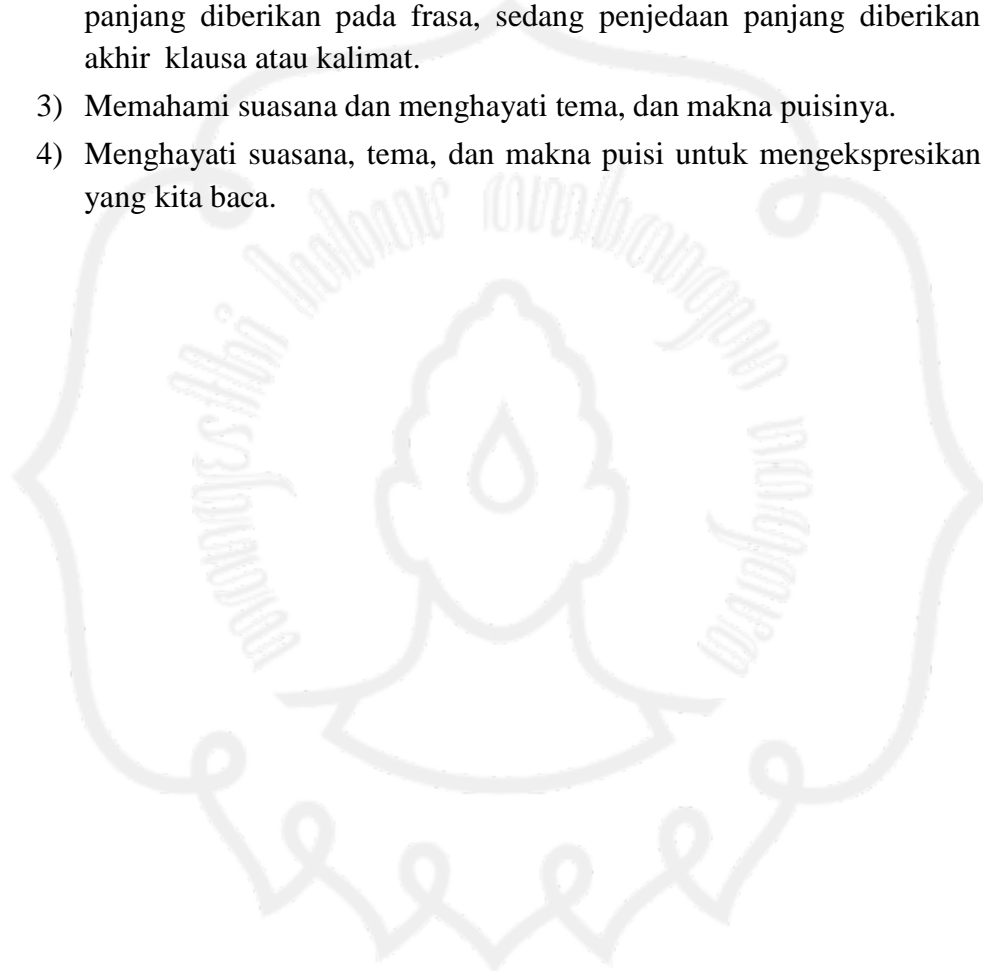 panjang diberikan pada frasa, sedang penjedaan panjang diberikan
akhir klausa atau kalimat.
3) Memahami suasana dan menghayati tema, dan makna puisinya.
4) Menghayati suasana, tema, dan makna puisi untuk mengekspresikan
yang kita baca.